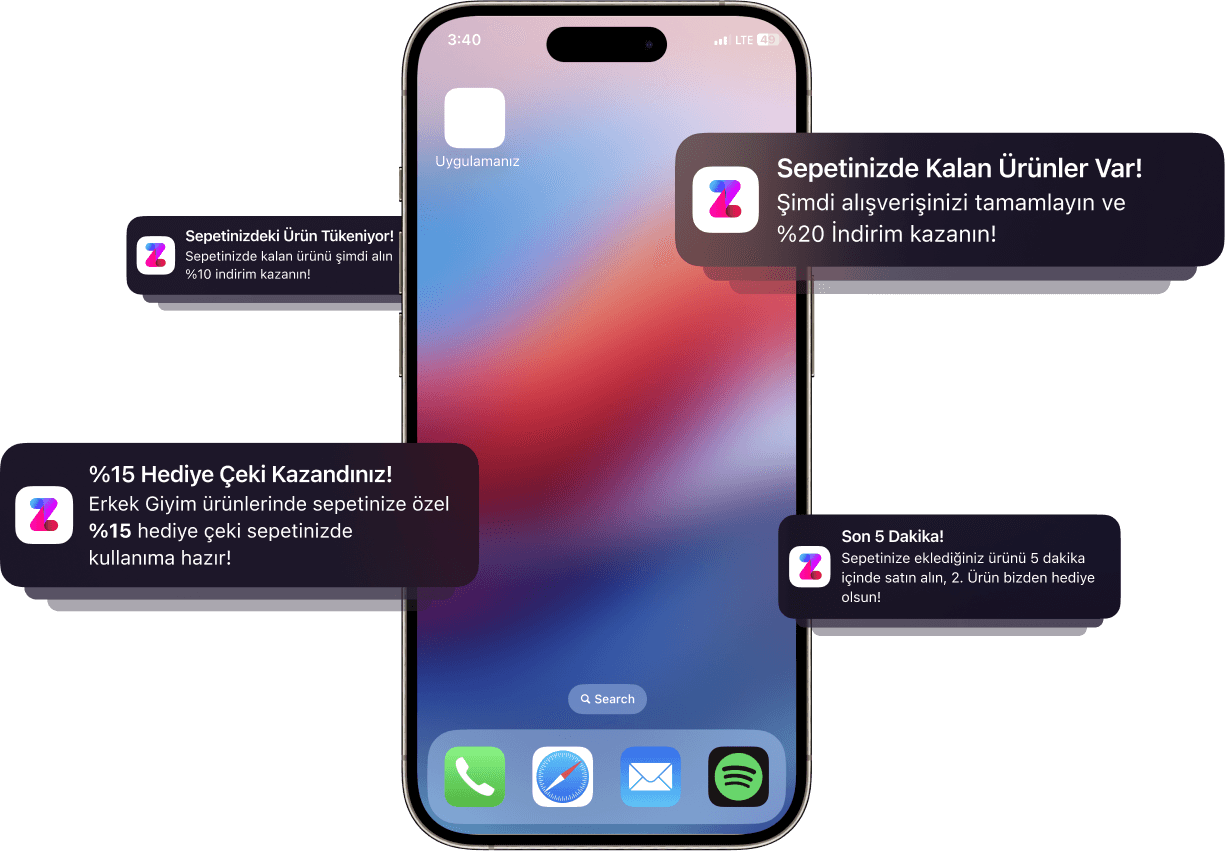 3:40
LTE 49
Uygulamanız
Sepetinizde Kalan Ürünler Var!
Şimdi alışverişinizi tamamlayın ve
%20 İndirim kazanın!
Sepetinizdeki Ürün Tükeniyor!
Sepetinizde kalan ürünü şimdi alın
%10 indirim kazanın!
%15 Hediye Çeki Kazandınız!
Erkek Giyim ürünlerinde sepetinize özel
%15 hediye çeki sepetinizde
kullanıma hazır!
Son 5 Dakika!
Sepetinize eklediğiniz ürünü 5 dakika
içinde satın alın, 2. Ürün bizden hediye
olsun!
Search